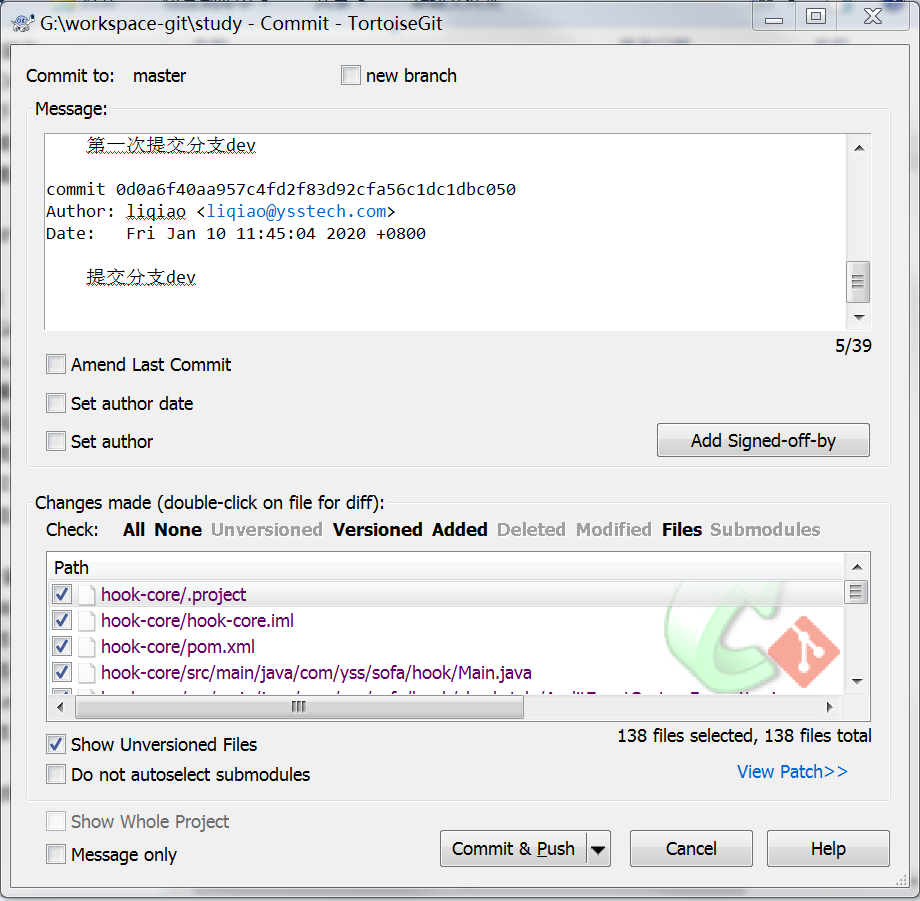 G:\workspace-git\study - Commit - TortoiseGit
Commit to: master
new branch
Message:
第一次提交分支dev
commit 0d0a6f40aa957c4fd2f83d92cfa56c1dc1dbc050
Author: liqiao <liqiao@ysstech.com>
Date: Fri Jan 10 11:45:04 2020 +0800
提交分支dev
5/39
Amend Last Commit
Set author date
Set author
Add Signed-off-by
Changes made (double-click on file for diff):
Check: All None Unversioned Versioned Added Deleted Modified Files Submodules
Path
hook-core/.project
hook-core/hook-core.iml
hook-core/pom.xml
hook-core/src/main/java/com/yss/sofa/hook/Main.java
Show Unversioned Files
138 files selected, 138 files total
Do not autoselect submodules
View Patch>>
Show Whole Project
Message only
Commit & Push
Cancel
Help